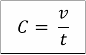 C = v/t